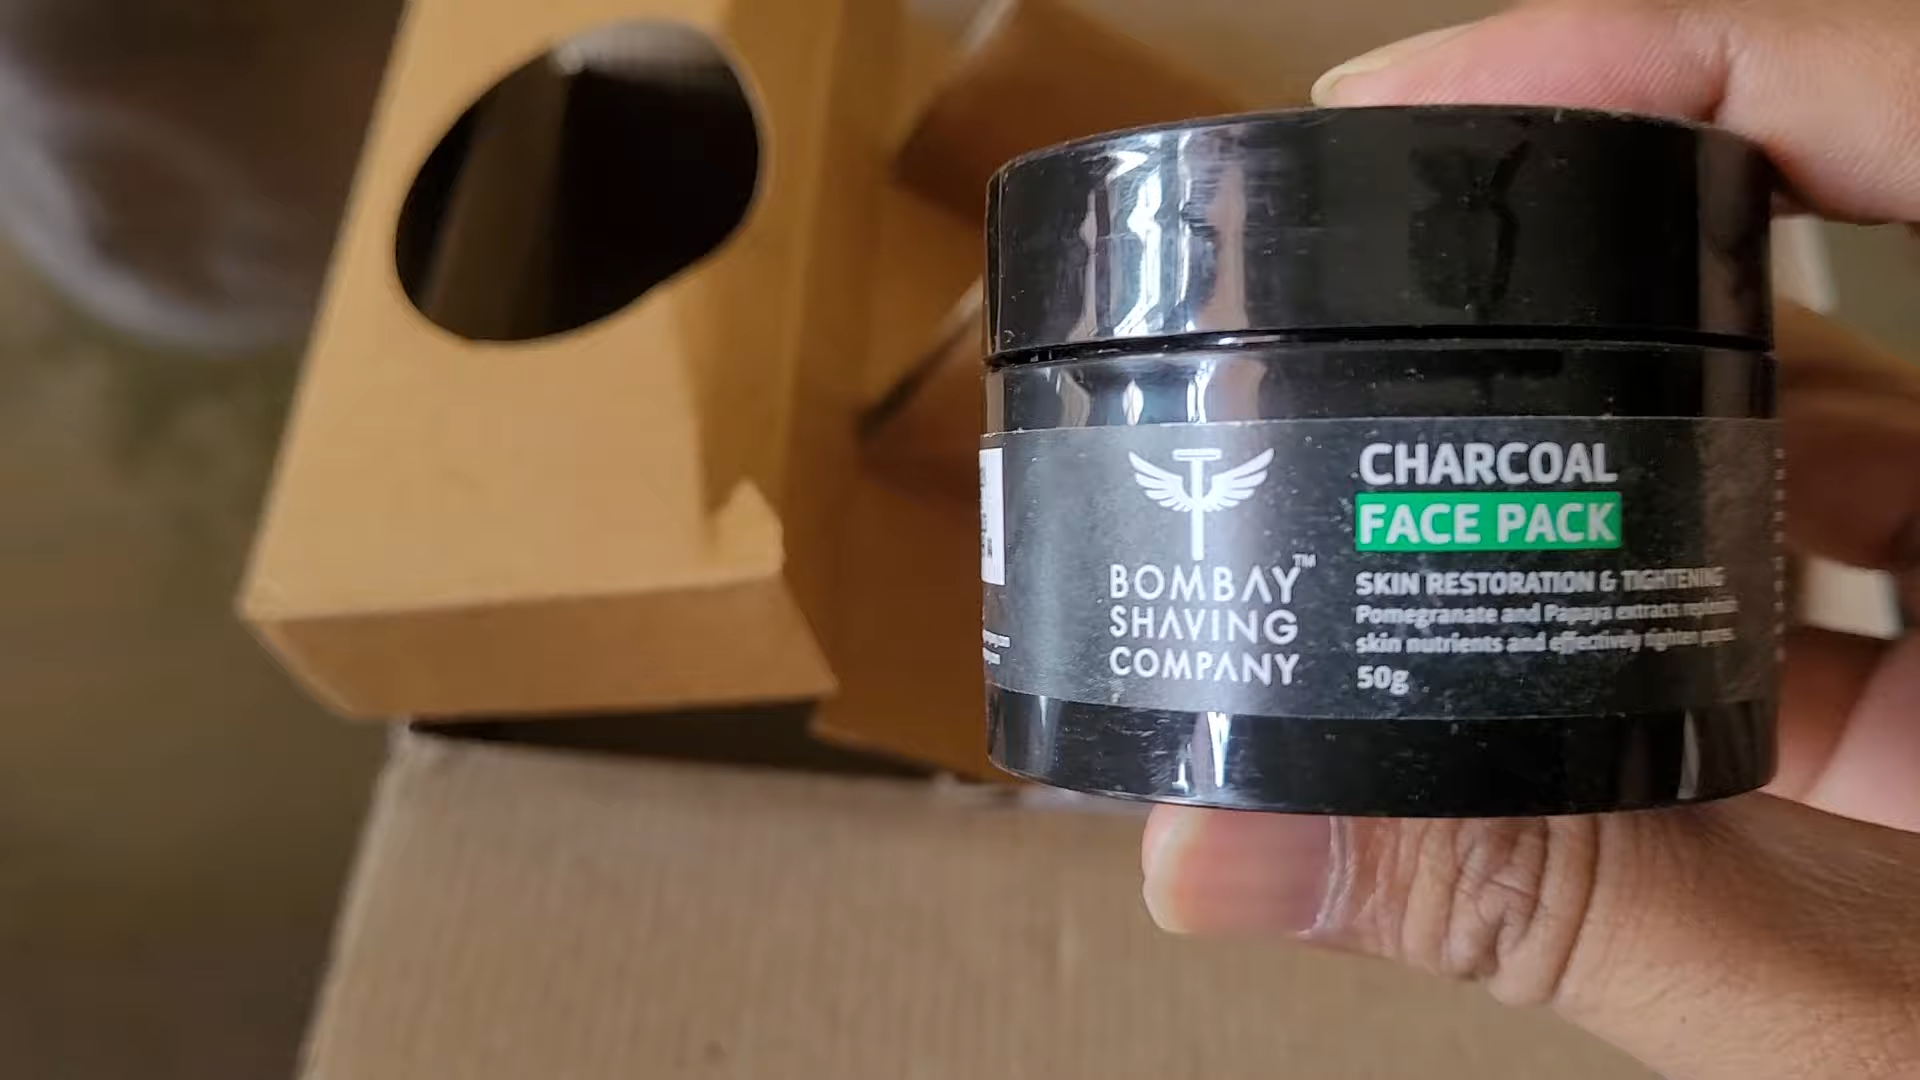 BOMBAY™
SHAVING
COMPANY
CHARCOAL
FACE PACK
SKIN RESTORATION & TIGHTENING
Pomegranate and Papaya extracts replenish
skin nutrients and effectively tighten pores
50g